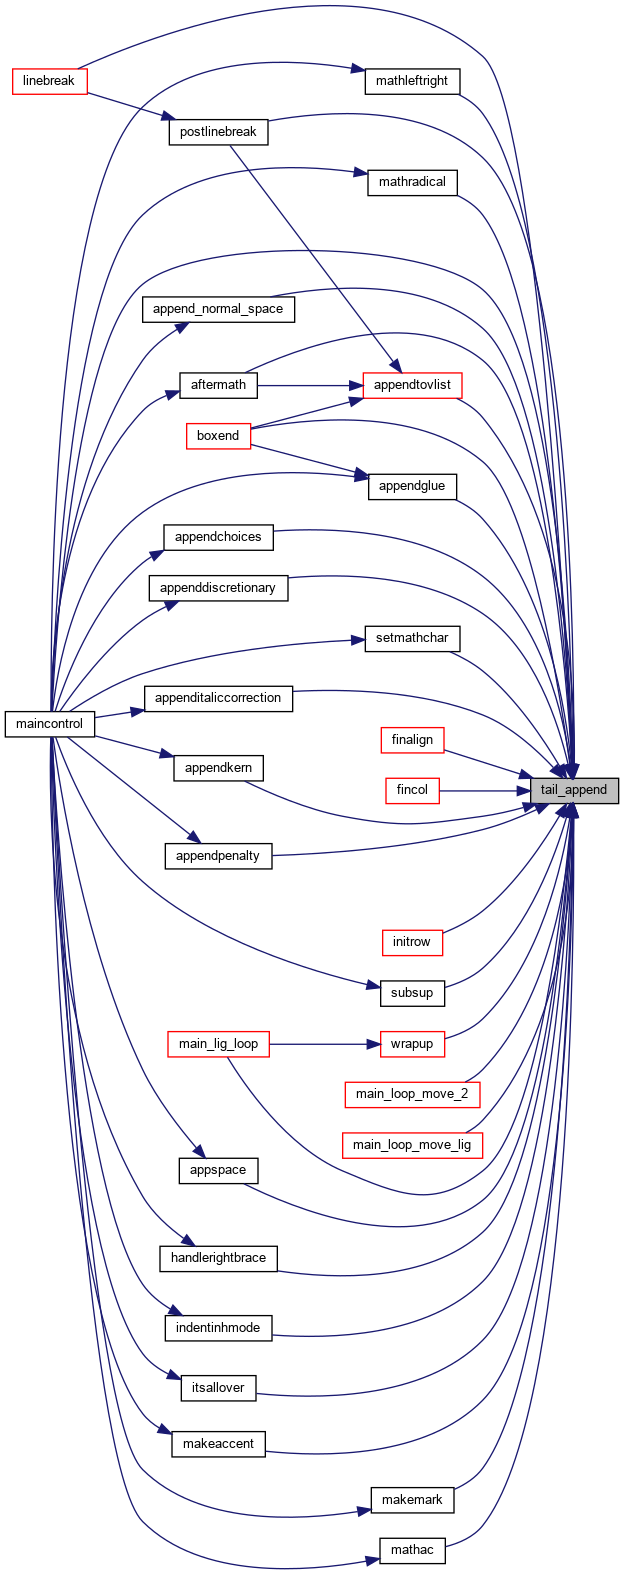 linebreak
mathleftright
postlinebreak
mathradical
append_normal_space
aftermath
appendtovlist
boxend
appendglue
appendchoices
appenddiscretionary
setmathchar
appenditaliccorrection
maincontrol
finalign
appendkern
fincol
tail_append
appendpenalty
initrow
subsup
main_lig_loop
wrapup
main_loop_move_2
main_loop_move_lig
appspace
handlerightbrace
indentinhmode
itsallover
makeaccent
makemark
mathac